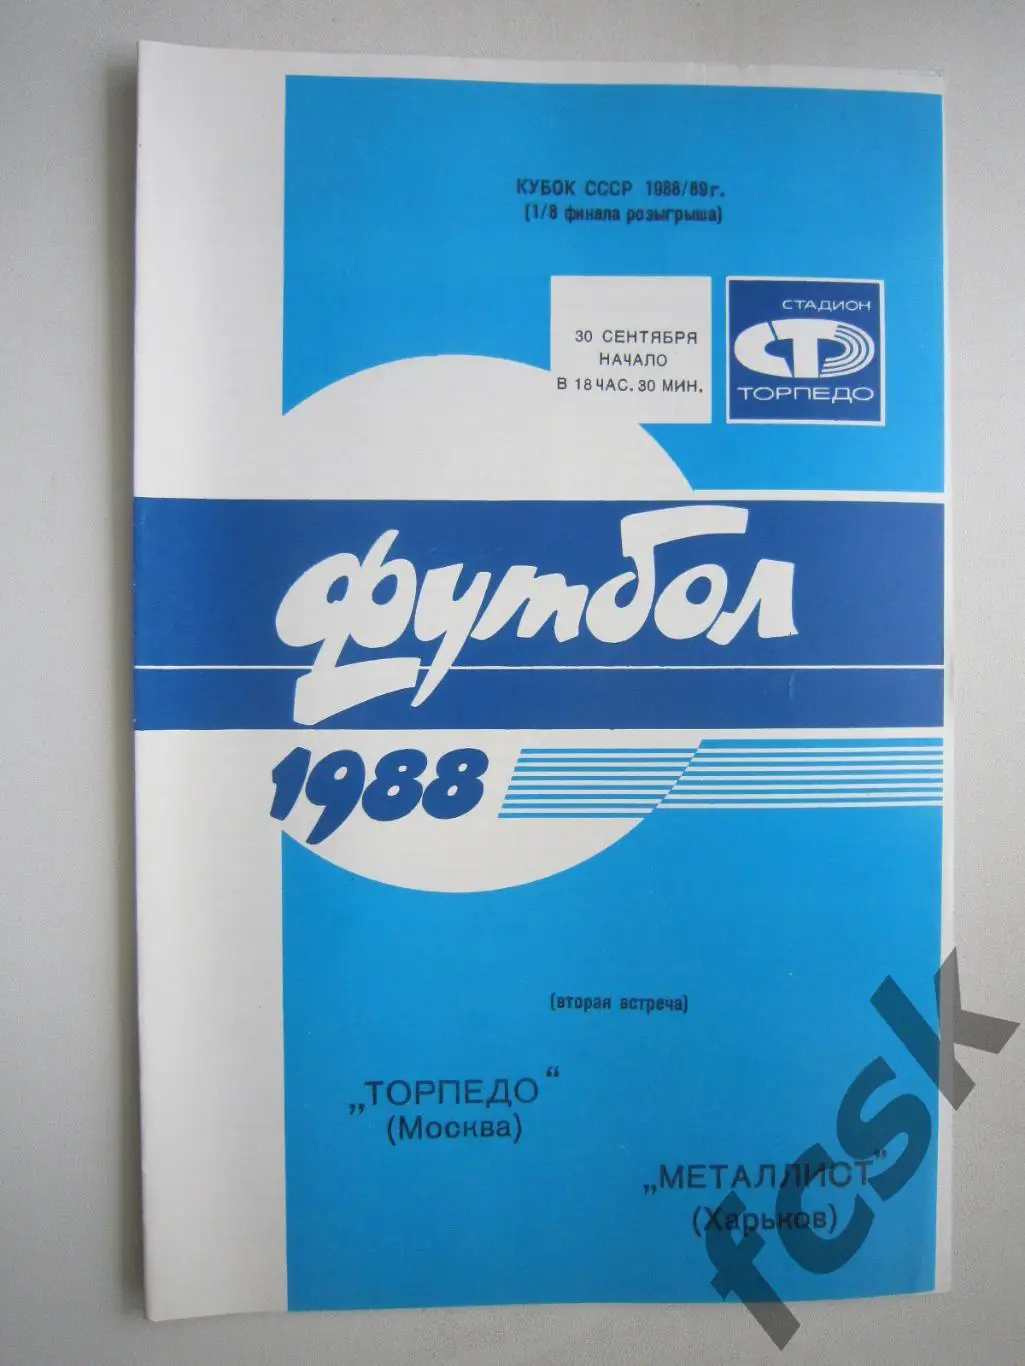 КУБОК СССР 1988/89г.
(1/8 финала розыгрыша)
30 СЕНТЯБРЯ
НАЧАЛО
В 18 ЧАС. 30 МИН.
СТАДИОН
СТ
ТОРПЕДО
футбол
1988
(вторая встреча)
„ТОРПЕДО“
(Москва)
„МЕТАЛЛИСТ“
(Харьков)
fcsk